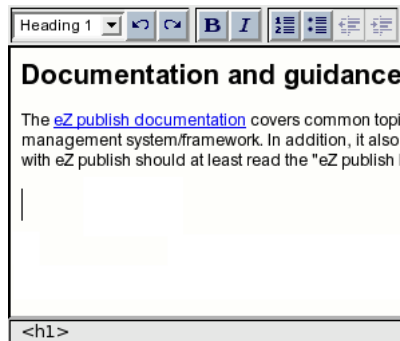 Heading 1
B I
Documentation and guidance
The eZ publish documentation covers common topi
management system/framework. In addition, it also
with eZ publish should at least read the "eZ publish
<h1>